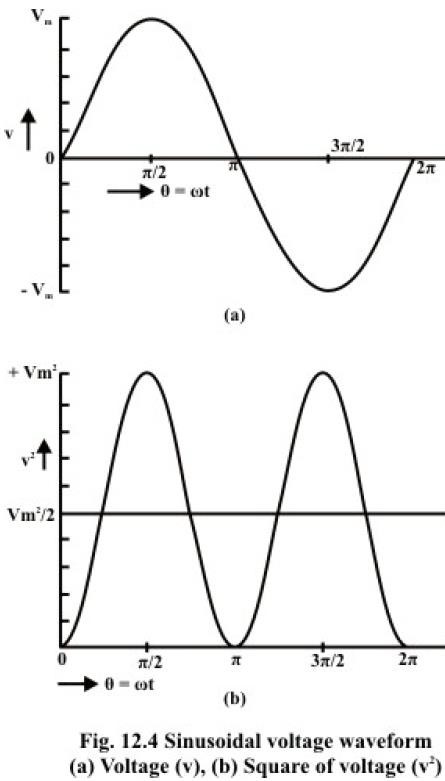 Vₘ
v
0
π/2
π
3π/2
2π
θ = ωt
- Vₘ
(a)
+ Vm²
v²
Vm²/2
0
π/2
π
3π/2
2π
θ = ωt
(b)
Fig. 12.4 Sinusoidal voltage waveform
(a) Voltage (v), (b) Square of voltage (v²)